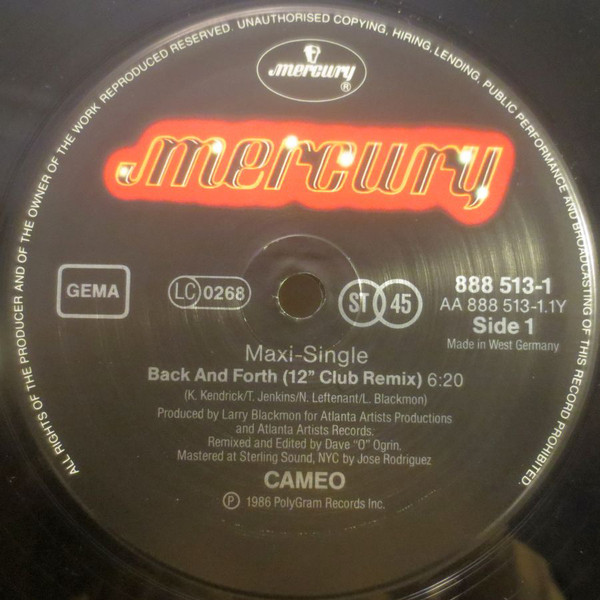 ALL RIGHTS OF THE PRODUCER AND OF THE OWNER OF THE WORK REPRODUCED RESERVED. UNAUTHORISED COPYING, HIRING, LENDING, PUBLIC PERFORMANCE AND BROADCASTING OF THIS RECORD PROHIBITED.
mercury
®
mercury
GEMA
LC 0268
ST 45
888 513-1
AA 888 513-1.1Y
Side 1
Made in West Germany
Maxi-Single
Back And Forth (12” Club Remix) 6:20
(K. Kendrick/T. Jenkins/N. Leftenant/L. Blackmon)
Produced by Larry Blackmon for Atlanta Artists Productions
and Atlanta Artists Records.
Remixed and Edited by Dave “O” Ogrin.
Mastered at Sterling Sound, NYC by Jose Rodriguez
CAMEO
Ⓟ 1986 PolyGram Records Inc.